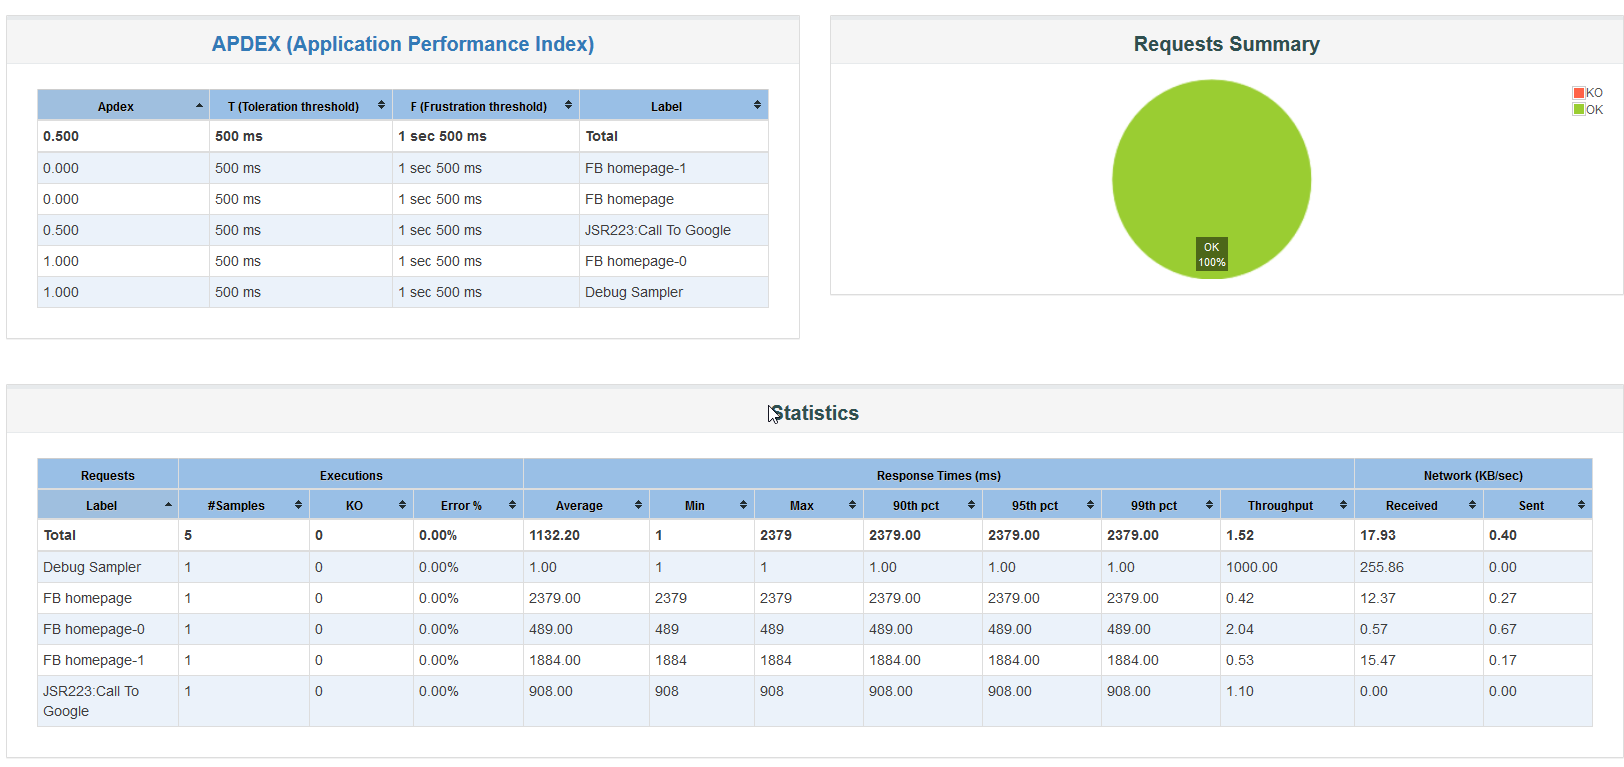 APDEX (Application Performance Index)
Apdex T (Toleration threshold) F (Frustration threshold) Label
0.500 500 ms 1 sec 500 ms Total
0.000 500 ms 1 sec 500 ms FB homepage-1
0.000 500 ms 1 sec 500 ms FB homepage
0.500 500 ms 1 sec 500 ms JSR223:Call To Google
1.000 500 ms 1 sec 500 ms FB homepage-0
1.000 500 ms 1 sec 500 ms Debug Sampler
Requests Summary
KO
OK
OK
100%
Statistics
Requests Executions Response Times (ms) Network (KB/sec)
Label #Samples KO Error % Average Min Max 90th pct 95th pct 99th pct Throughput Received Sent
Total 5 0 0.00% 1132.20 1 2379 2379.00 2379.00 2379.00 1.52 17.93 0.40
Debug Sampler 1 0 0.00% 1.00 1 1 1.00 1.00 1.00 1000.00 255.86 0.00
FB homepage 1 0 0.00% 2379.00 2379 2379 2379.00 2379.00 2379.00 0.42 12.37 0.27
FB homepage-0 1 0 0.00% 489.00 489 489 489.00 489.00 489.00 2.04 0.57 0.67
FB homepage-1 1 0 0.00% 1884.00 1884 1884 1884.00 1884.00 1884.00 0.53 15.47 0.17
JSR223:Call To 1 0 0.00% 908.00 908 908 908.00 908.00 908.00 1.10 0.00 0.00
Google